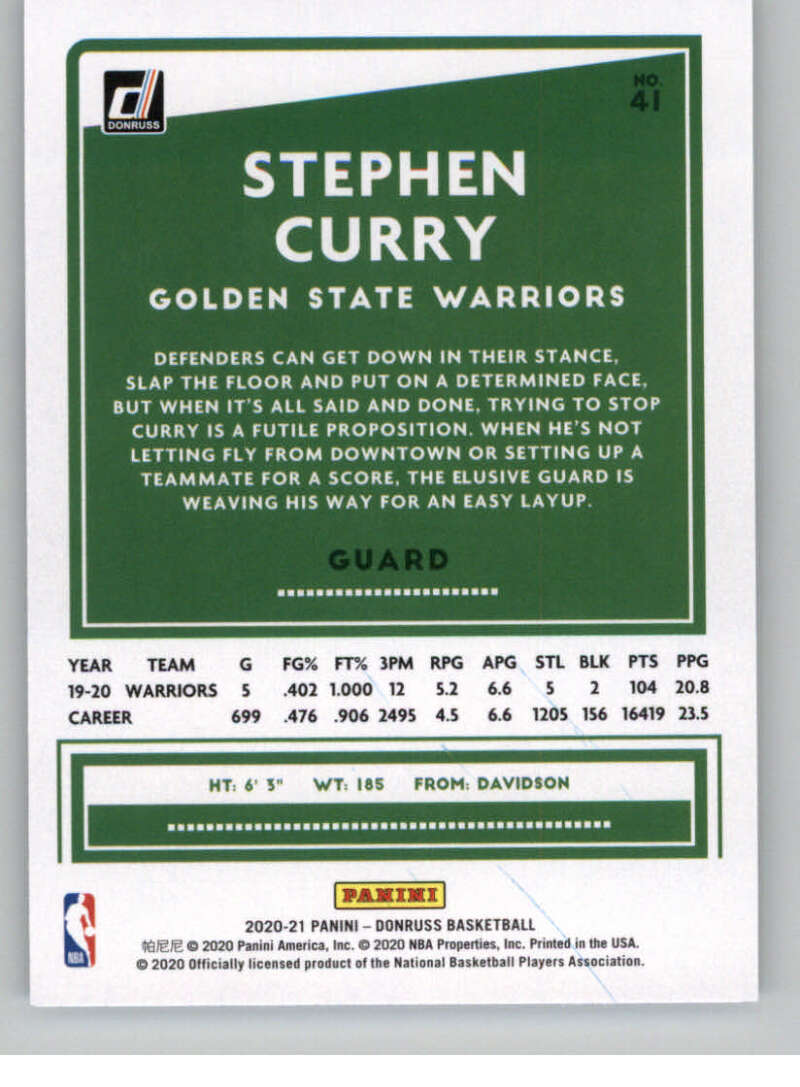 DONRUSS
NO.
41
STEPHEN
CURRY
GOLDEN STATE WARRIORS
DEFENDERS CAN GET DOWN IN THEIR STANCE,
SLAP THE FLOOR AND PUT ON A DETERMINED FACE,
BUT WHEN IT'S ALL SAID AND DONE, TRYING TO STOP
CURRY IS A FUTILE PROPOSITION. WHEN HE'S NOT
LETTING FLY FROM DOWNTOWN OR SETTING UP A
TEAMMATE FOR A SCORE, THE ELUSIVE GUARD IS
WEAVING HIS WAY FOR AN EASY LAYUP.
GUARD
YEAR TEAM G FG% FT% 3PM RPG APG STL BLK PTS PPG
19-20 WARRIORS 5 .402 1.000 12 5.2 6.6 5 2 104 20.8
CAREER 699 .476 .906 2495 4.5 6.6 1205 156 16419 23.5
HT: 6' 3" WT: 185 FROM: DAVIDSON
PANINI
2020-21 PANINI – DONRUSS BASKETBALL
帕尼尼 © 2020 Panini America, Inc. © 2020 NBA Properties, Inc. Printed in the USA.
© 2020 Officially licensed product of the National Basketball Players Association.
NBA